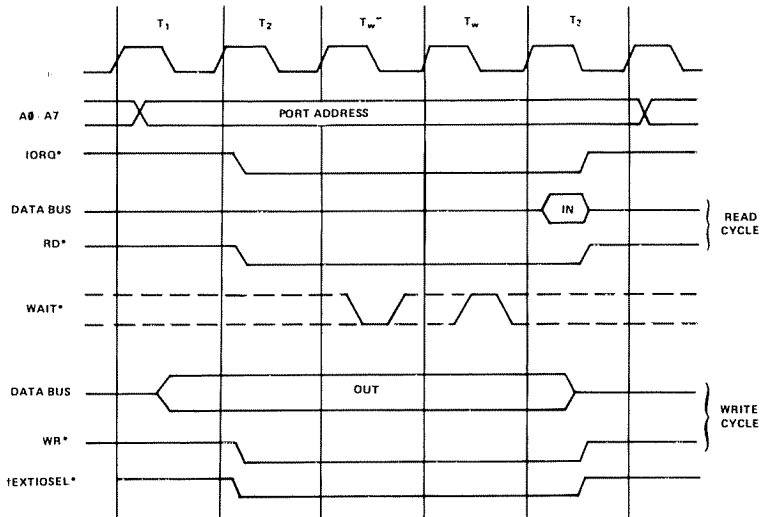 T1 T2 Tw* Tw T3
A0 - A7 PORT ADDRESS
IORQ*
DATA BUS IN
READ CYCLE
RD*
WAIT*
DATA BUS OUT
WRITE CYCLE
WR*
†EXTIOSEL*